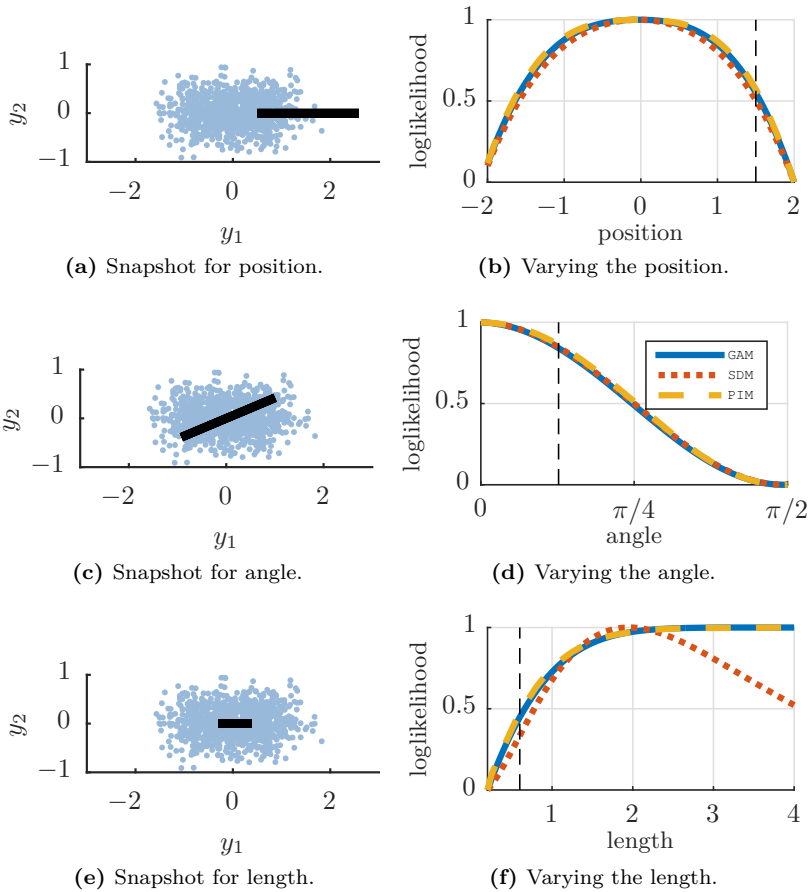 1
0
−1
y2
−2
0
2
y1
(a) Snapshot for position.
1
0.5
0
loglikelihood
−2
−1
0
1
2
position
(b) Varying the position.
1
0
−1
y2
−2
0
2
y1
(c) Snapshot for angle.
1
0.5
0
loglikelihood
GAM
SDM
PIM
0
π/4
π/2
angle
(d) Varying the angle.
1
0
−1
y2
−2
0
2
y1
(e) Snapshot for length.
1
0.5
0
loglikelihood
1
2
3
4
length
(f) Varying the length.